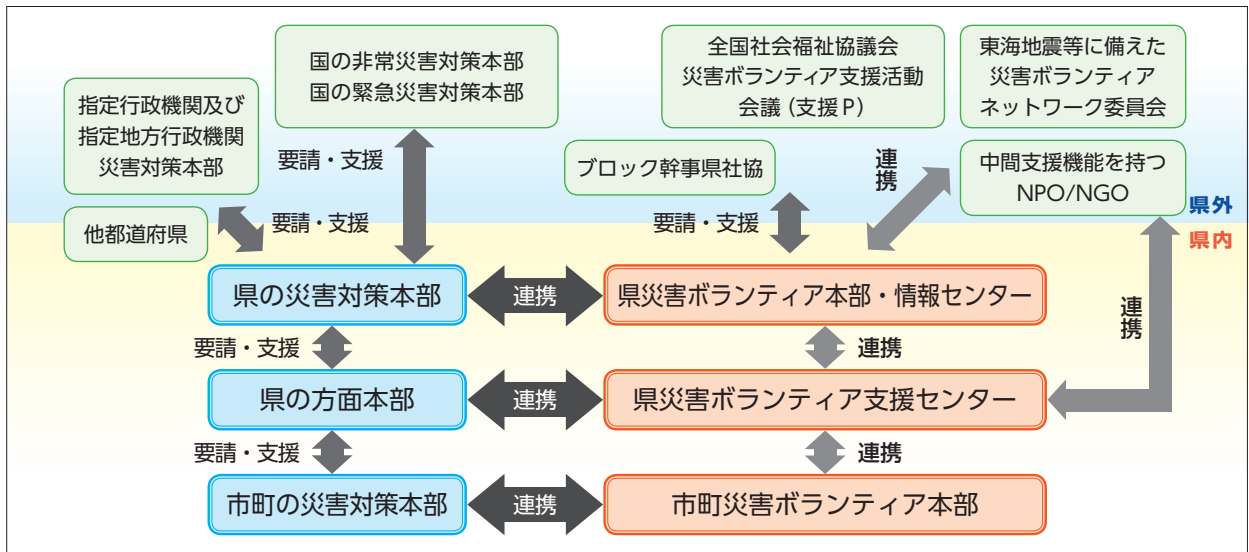 国の非常災害対策本部
国の緊急災害対策本部
指定行政機関及び
指定地方行政機関
災害対策本部
他都道府県
要請・支援
要請・支援
全国社会福祉協議会
災害ボランティア支援活動
会議（支援P）
東海地震等に備えた
災害ボランティア
ネットワーク委員会
ブロック幹事県社協
中間支援機能を持つ
NPO/NGO
連携
要請・支援
県外
県内
県の災害対策本部
連携
県災害ボランティア本部・情報センター
要請・支援
連携
連携
県の方面本部
連携
県災害ボランティア支援センター
要請・支援
連携
市町の災害対策本部
連携
市町災害ボランティア本部